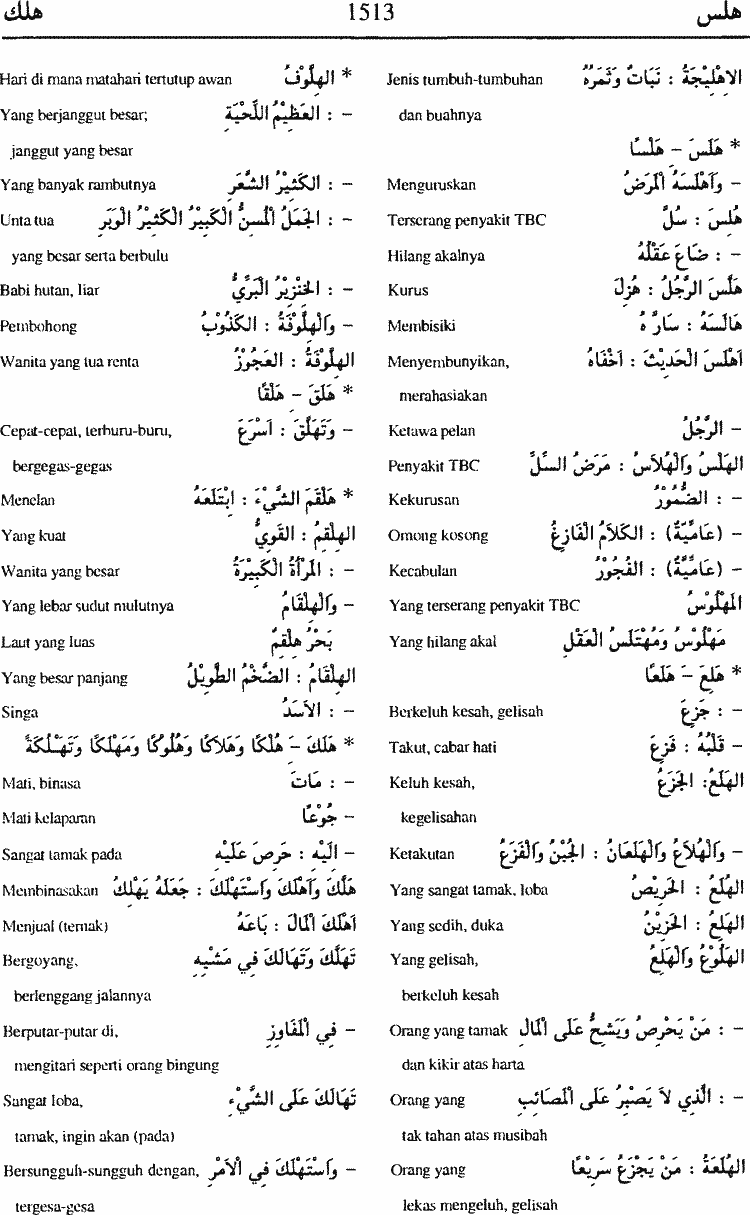 هلس 1513 هلك
الاهْلِيْجَةُ : نَبَاتٌ وَثَمَرُهُ Jenis tumbuh-tumbuhan
dan buahnya
* هَلَسَ – هَلْسًا
– وَأَهْلَسَهُ الْمَرَضُ Menguruskan
هُلِسَ : سُلَّ Terserang penyakit TBC
– : ضَاعَ عَقْلُهُ Hilang akalnya
هَلَّسَ الرَّجُلُ : هُزِلَ Kurus
هَالَسَهُ : سَارَّهُ Membisiki
اَهْلَسَ الْحَدِيْثَ : اَخْفَاهُ Menyembunyikan,
merahasiakan
– الرَّجُلُ Ketawa pelan
الهَلْسُ وَالْهُلاَسُ : مَرَضُ السُّلِّ Penyakit TBC
– : الضُّمُوْرُ Kekurusan
– (عَامِّيَّةٌ) : الكَلاَمُ الْفَارِغُ Omong kosong
– (عَامِّيَّةٌ) : الفُجُوْرُ Kecabulan
الْمَهْلُوْسُ Yang terserang penyakit TBC
مَهْلُوْسُ وَمُهْتَلَسُ الْعَقْلِ Yang hilang akal
* هَلِعَ – هَلَعًا
– : جَزِعَ Berkeluh kesah, gelisah
– قَلْبُهُ : فَزِعَ Takut, cabar hati
الهَلَعُ: الجَزَعُ Keluh kesah,
kegelisahan
– وَالْهُلاَعُ وَالْهَلَعَانُ : الجُبْنُ وَالْفَزَعُ Ketakutan
الهَلِعُ : الحَرِيْصُ Yang sangat tamak, loba
الهَلِعُ : الحَزِيْنُ Yang sedih, duka
الهَلُوْعُ وَالْهَلِعُ Yang gelisah,
berkeluh kesah
– : مَنْ يَحْرِصُ وَيَشِحُّ عَلَى الْمَالِ Orang yang tamak
dan kikir atas harta
– : الَّذِي لاَ يَصْبِرُ عَلَى الْمَصَائِبِ Orang yang
tak tahan atas musibah
الهُلَعَةُ : مَنْ يَجْزَعُ سَرِيْعًا Orang yang
lekas mengeluh, gelisah
* الهِلَّوْفُ Hari di mana matahari tertutup awan
– : العَظِيْمُ اللِّحْيَةِ Yang berjanggut besar;
janggut yang besar
– : الكَثِيْرُ الشَّعَرِ Yang banyak rambutnya
– : الجَمَلُ الْمُسِنُّ الْكَبِيْرُ الْكَثِيْرُ الْوَبَرِ Unta tua
yang besar serta berbulu
– : الخِنْزِيْرُ الْبَرِّيُّ Babi hutan, liar
– وَالْهِلَّوْفَةُ : الكَذُوْبُ Pembohong
الهِلَّوْفَةُ : العَجُوْزُ Wanita yang tua renta
* هَلَقَ – هَلْقًا
– وَتَهَلَّقَ : اَسْرَعَ Cepat-cepat, terburu-buru,
bergegas-gegas
* هَلْقَمَ الشَّيْءَ : ابْتَلَعَهُ Menelan
الهِلْقِمُ : القَوِيُّ Yang kuat
– : الْمَرْأَةُ الْكَبِيْرَةُ Wanita yang besar
– وَالْهِلْقَامُ Yang lebar sudut mulutnya
بَحْرٌ هِلْقِمٌ Laut yang luas
الهِلْقَامُ : الضَّخْمُ الطَّوِيْلُ Yang besar panjang
– : الاَسَدُ Singa
* هَلَكَ – هُلْكًا وَهَلاَكًا وَهُلُوْكًا وَمَهْلَكًا وَتَهْلُكَةً
– : مَاتَ Mati, binasa
– جُوْعًا Mati kelaparan
– الَيْهِ : حَرِصَ عَلَيْهِ Sangat tamak pada
هَلَّكَ وَاَهْلَكَ وَاسْتَهْلَكَ : جَعَلَهُ يَهْلِكُ Membinasakan
اَهْلَكَ الْمَالَ : بَاعَهُ Menjual (ternak)
تَهَلَّكَ وَتَهَالَكَ فِي مَشْيِهِ Bergoyang,
berlenggang jalannya
– فِي الْمَفَاوِزِ Berputar-putar di,
mengitari seperti orang bingung
تَهَالَكَ عَلَى الشَّيْءِ Sangat loba,
tamak, ingin akan (pada)
– وَاسْتَهْلَكَ فِي الاَمْرِ Bersungguh-sungguh dengan,
tergesa-gesa